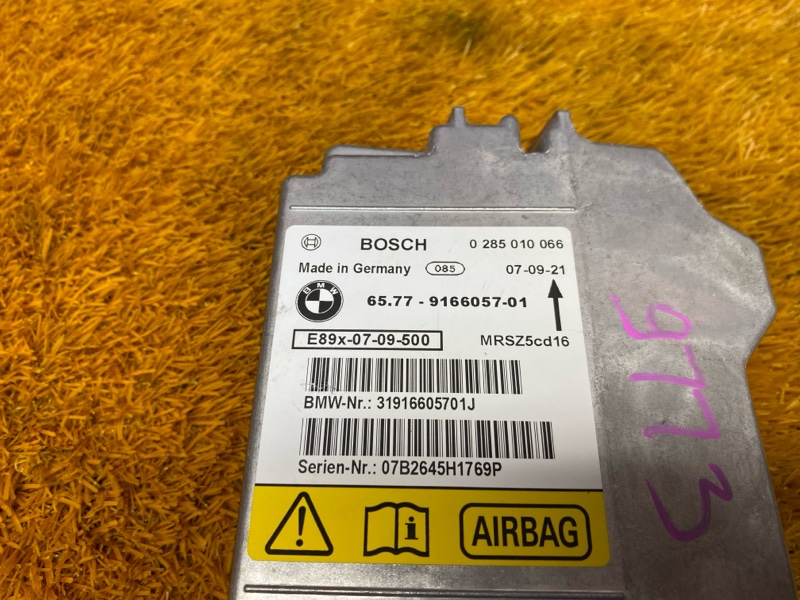 BOSCH 0 285 010 066
Made in Germany 085 07-09-21
BMW 65.77 - 9166057-01
E89x-07-09-500 MRSZ5cd16
BMW-Nr.: 31916605701J
Serien-Nr.: 07B2645H1769P
i AIRBAG
9773